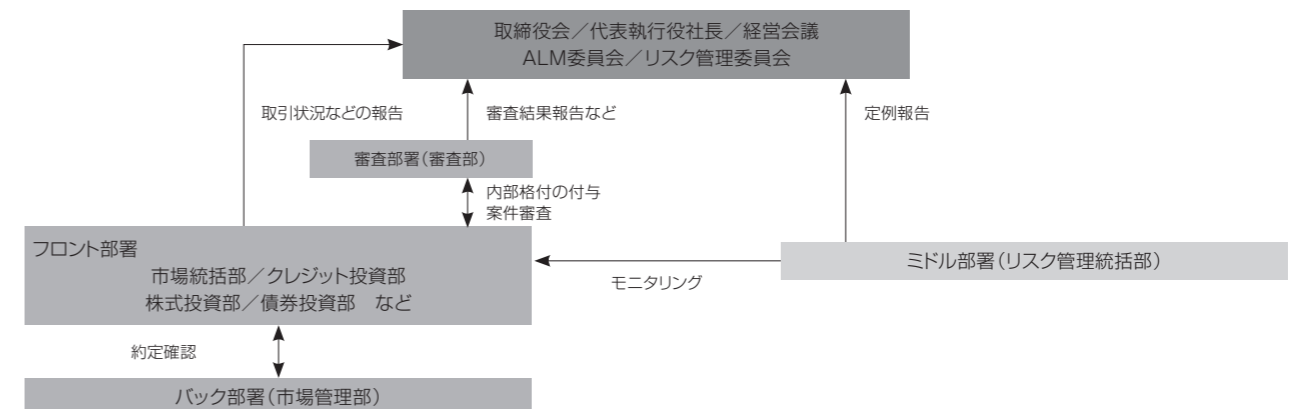 取締役会／代表執行役社長／経営会議
ALM委員会／リスク管理委員会
取引状況などの報告
審査結果報告など
定例報告
審査部署（審査部）
内部格付の付与
案件審査
フロント部署
市場統括部／クレジット投資部
株式投資部／債券投資部　など
ミドル部署（リスク管理統括部）
モニタリング
約定確認
バック部署（市場管理部）